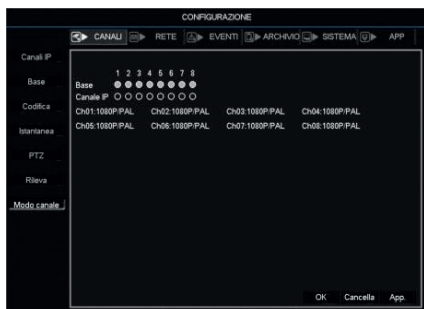 CONFIGURAZIONE
CANALI RETE EVENTI ARCHIVIO SISTEMA APP
Canali IP
Base
Codifica
Istantanea
PTZ
Rileva
Modo canale
1 2 3 4 5 6 7 8
Base
Canale IP
Ch01:1080P/PAL Ch02:1080P/PAL Ch03:1080P/PAL Ch04:1080P/PAL
Ch05:1080P/PAL Ch06:1080P/PAL Ch07:1080P/PAL Ch08:1080P/PAL
OK Cancella App.